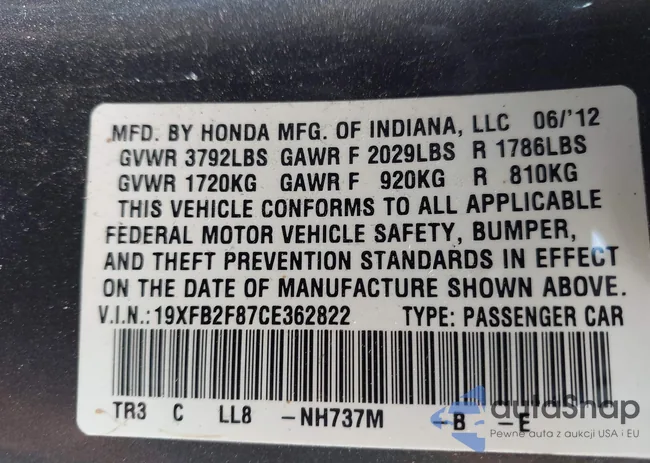 MFD. BY HONDA MFG. OF INDIANA, LLC 06/'12
GVWR 3792LBS GAWR F 2029LBS R 1786LBS
GVWR 1720KG GAWR F 920KG R 810KG
THIS VEHICLE CONFORMS TO ALL APPLICABLE
FEDERAL MOTOR VEHICLE SAFETY, BUMPER,
AND THEFT PREVENTION STANDARDS IN EFFECT
ON THE DATE OF MANUFACTURE SHOWN ABOVE.
V.I.N.:19XFB2F87CE362822 TYPE: PASSENGER CAR
TR3 C LL8 -NH737M -B -E
autaSnap
Pewne auta z aukcji USA i EU